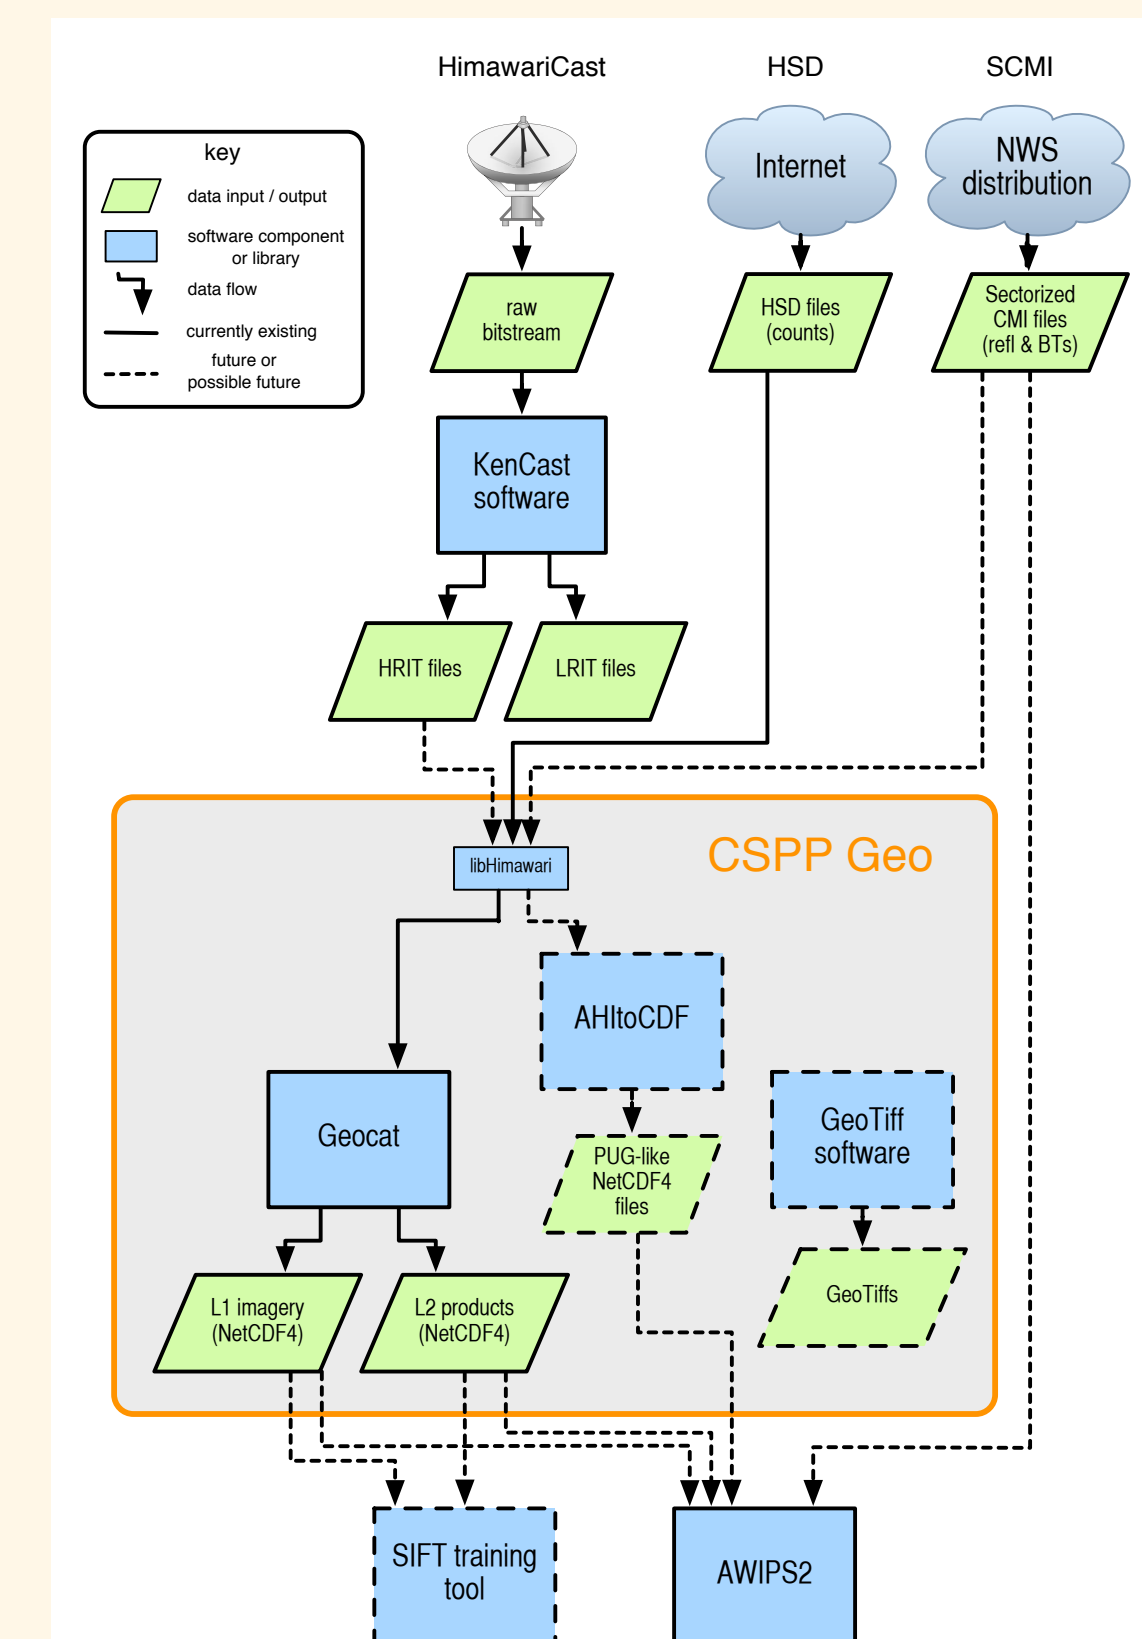 HimawariCast
HSD
SCMI
key
data input / output
software component
or library
data flow
currently existing
future or
possible future
Internet
NWS
distribution
raw
bitstream
HSD files
(counts)
Sectorized
CMI files
(refl & BTs)
KenCast
software
HRIT files
LRIT files
CSPP Geo
libHimawari
AHItoCDF
Geocat
GeoTiff
software
PUG-like
NetCDF4
files
L1 imagery
(NetCDF4)
L2 products
(NetCDF4)
GeoTiffs
SIFT training
tool
AWIPS2